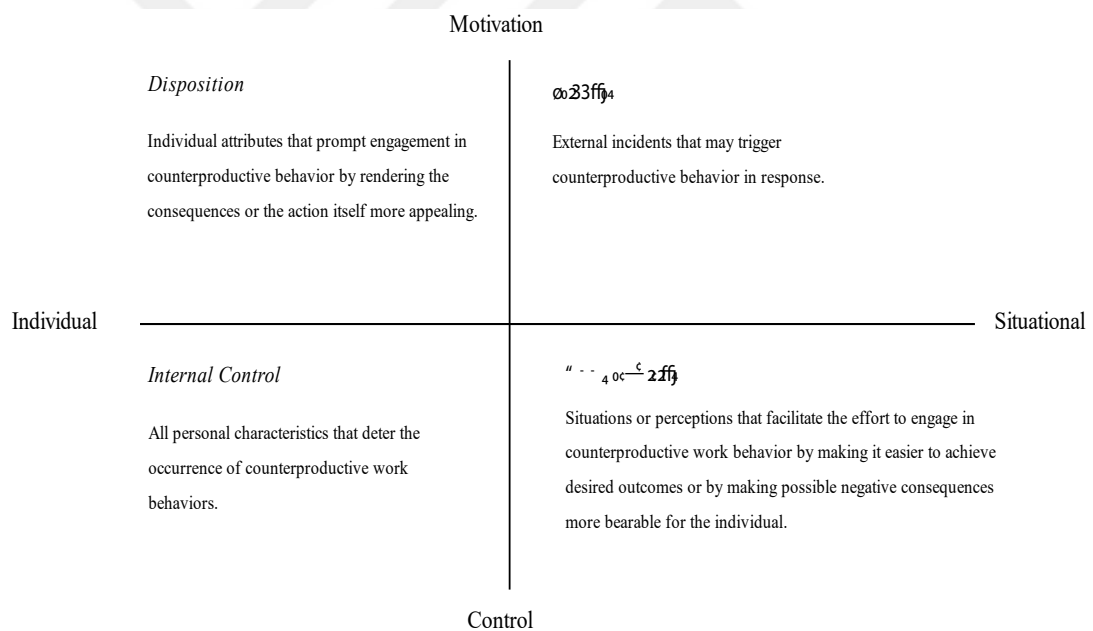 Motivation
Disposition
Individual attributes that prompt engagement in
counterproductive behavior by rendering the
consequences or the action itself more appealing.
External incidents that may trigger
counterproductive behavior in response.
Individual
Situational
Internal Control
All personal characteristics that deter the
occurrence of counterproductive work
behaviors.
Situations or perceptions that facilitate the effort to engage in
counterproductive work behavior by making it easier to achieve
desired outcomes or by making possible negative consequences
more bearable for the individual.
Control